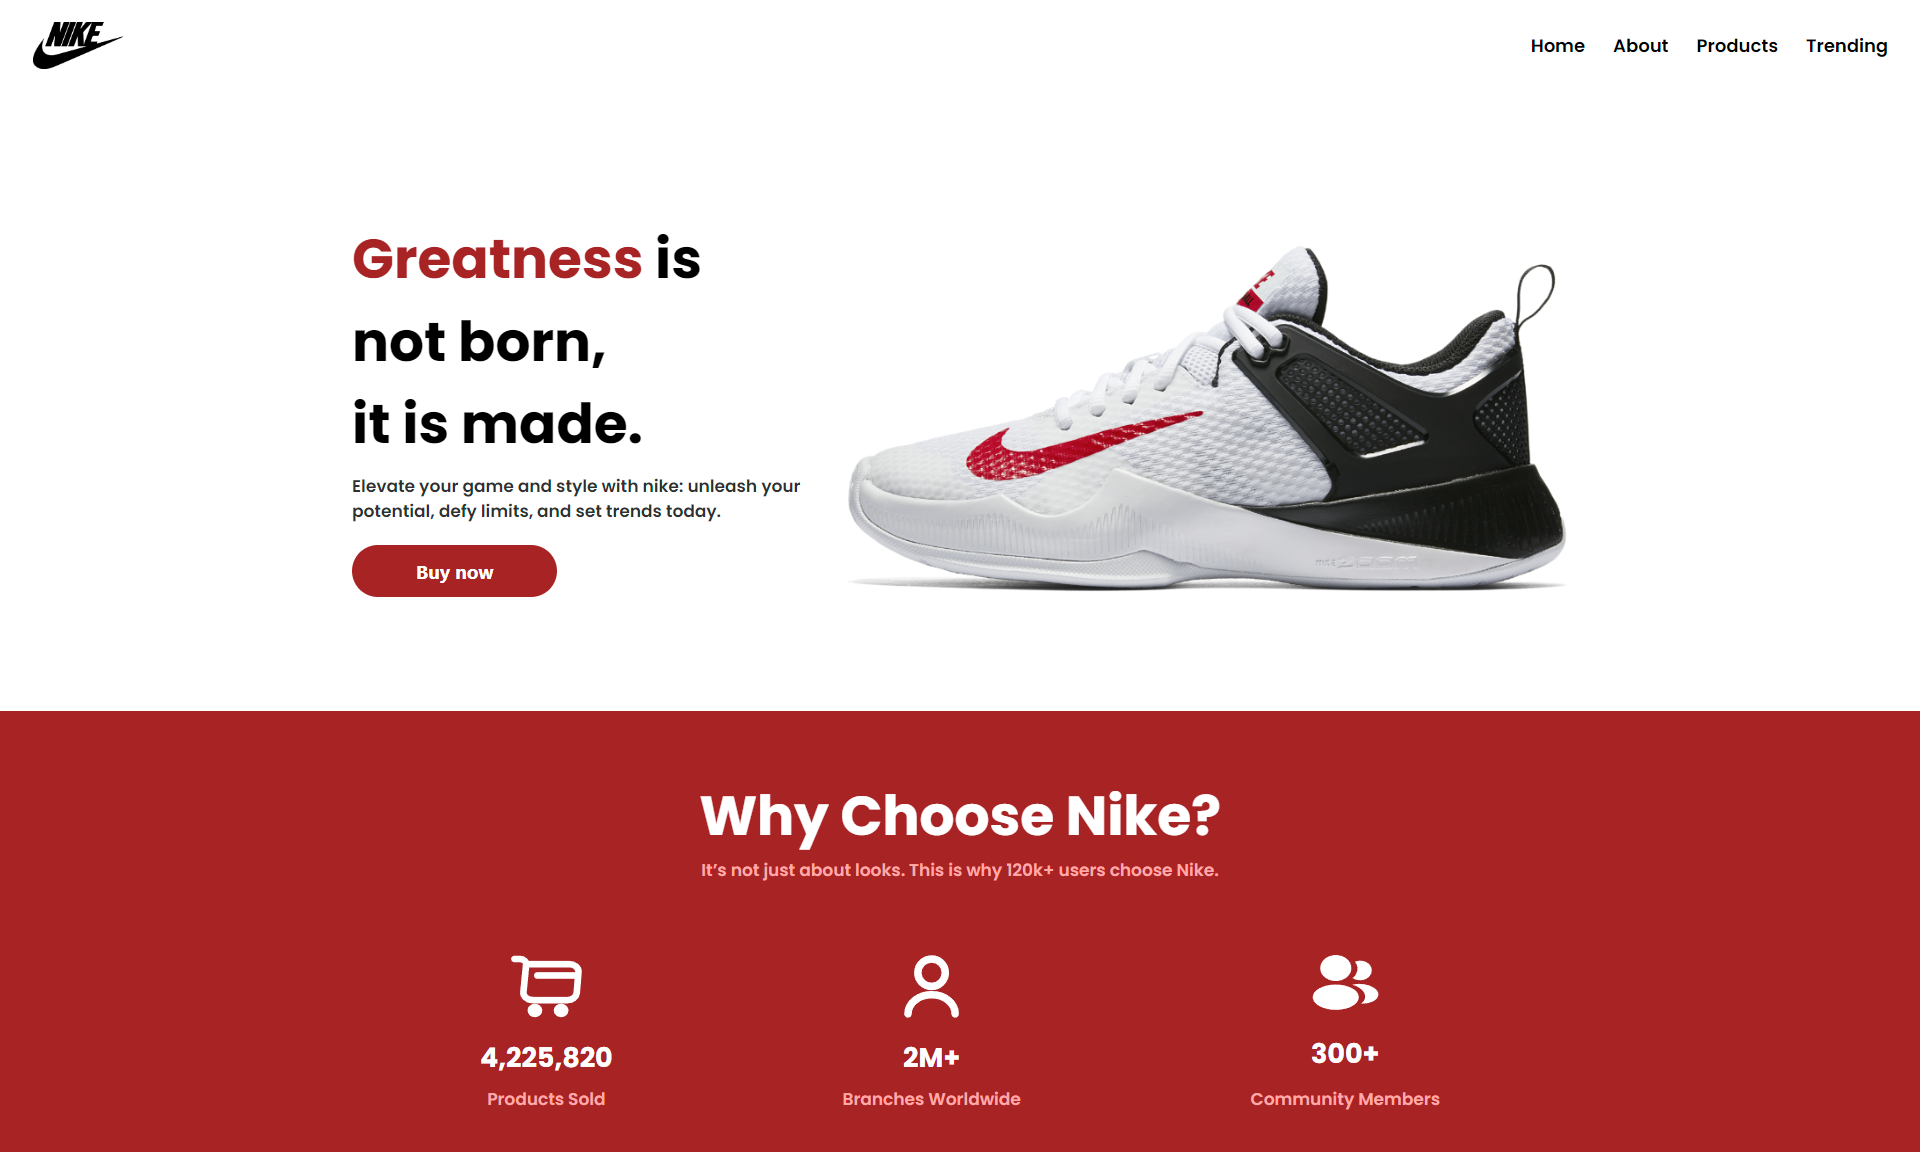 NIKE
Home About Products Trending
Greatness is
not born,
it is made.
Elevate your game and style with nike: unleash your
potential, defy limits, and set trends today.
Buy now
Why Choose Nike?
It’s not just about looks. This is why 120k+ users choose Nike.
4,225,820 2M+ 300+
Products Sold Branches Worldwide Community Members